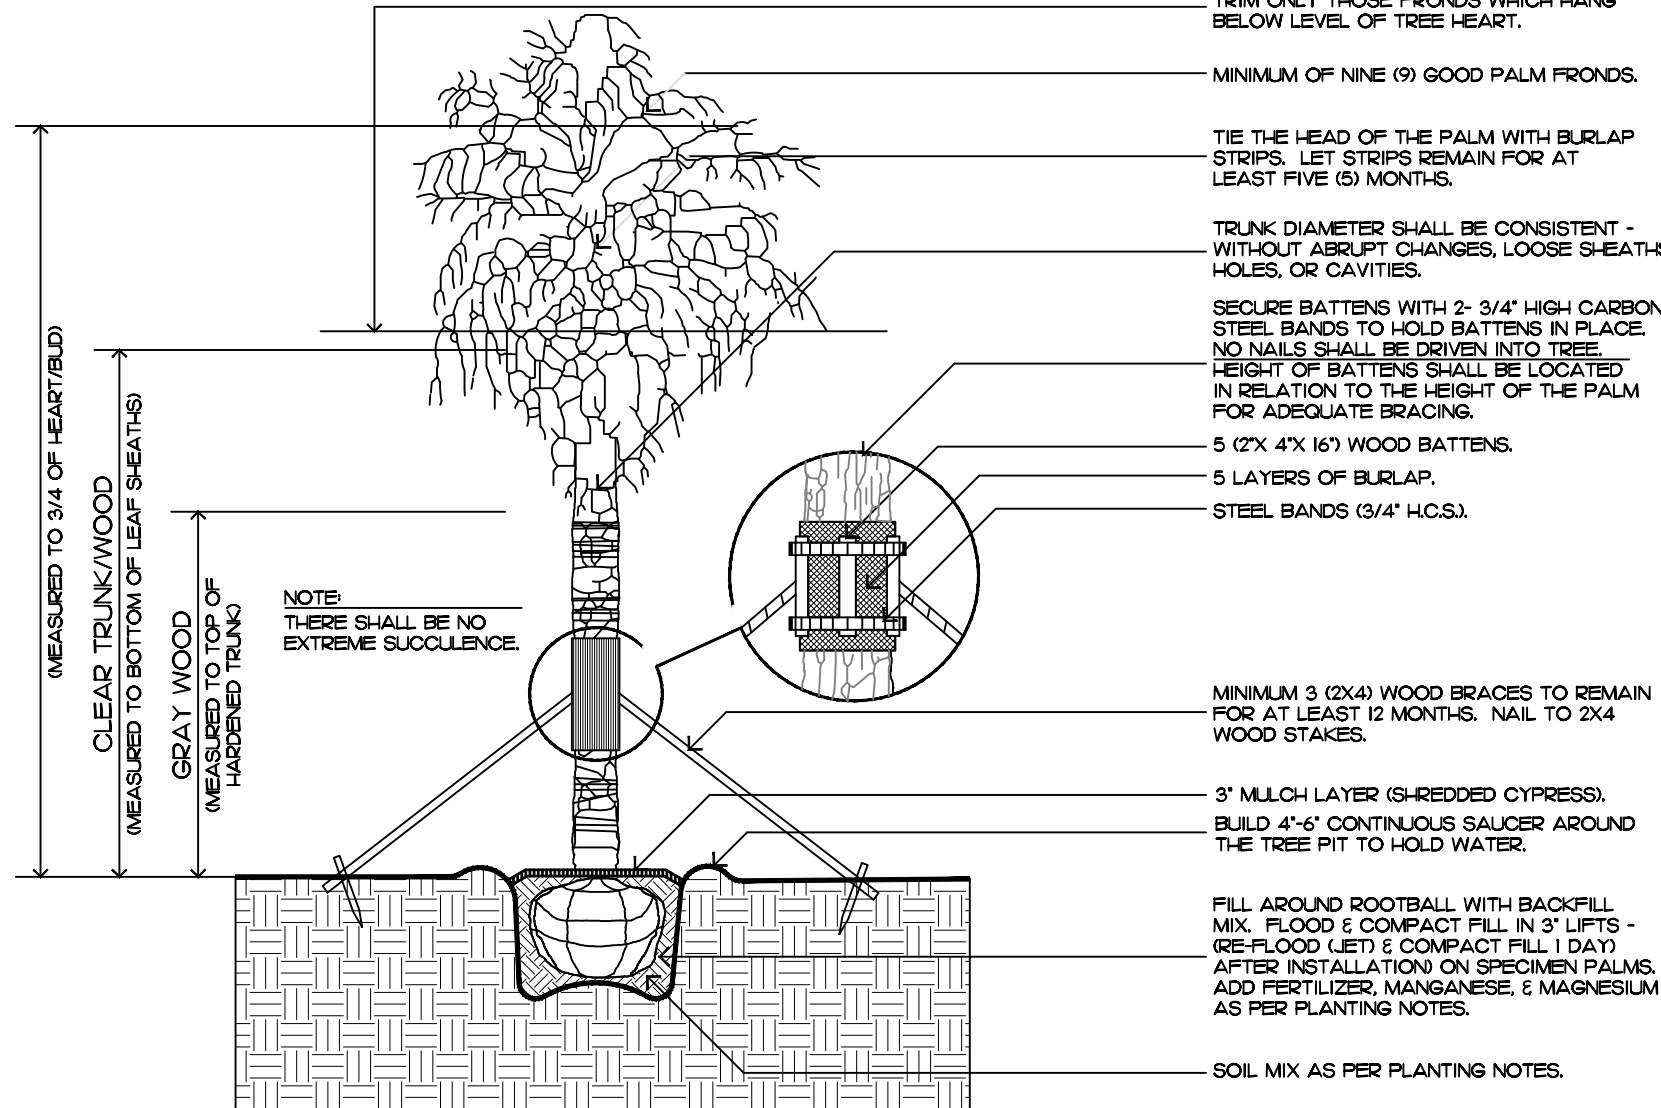 TRIM ONLY THOSE FRONDS WHICH HANG
BELOW LEVEL OF TREE HEART.
MINIMUM OF NINE (9) GOOD PALM FRONDS.
TIE THE HEAD OF THE PALM WITH BURLAP
STRIPS. LET STRIPS REMAIN FOR AT
LEAST FIVE (5) MONTHS.
TRUNK DIAMETER SHALL BE CONSISTENT -
WITHOUT ABRUPT CHANGES, LOOSE SHEATHS
HOLES, OR CAVITIES.
SECURE BATTENS WITH 2- 3/4" HIGH CARBON
STEEL BANDS TO HOLD BATTENS IN PLACE.
NO NAILS SHALL BE DRIVEN INTO TREE.
HEIGHT OF BATTENS SHALL BE LOCATED
IN RELATION TO THE HEIGHT OF THE PALM
FOR ADEQUATE BRACING.
5 (2"X 4"X 16") WOOD BATTENS.
5 LAYERS OF BURLAP.
STEEL BANDS (3/4" H.C.S.).
(MEASURED TO 3/4 OF HEART/BUD)
CLEAR TRUNK/WOOD
(MEASURED TO BOTTOM OF LEAF SHEATHS)
GRAY WOOD
(MEASURED TO TOP OF
HARDENED TRUNK)
NOTE:
THERE SHALL BE NO
EXTREME SUCCULENCE.
MINIMUM 3 (2X4) WOOD BRACES TO REMAIN
FOR AT LEAST 12 MONTHS. NAIL TO 2X4
WOOD STAKES.
3" MULCH LAYER (SHREDDED CYPRESS).
BUILD 4"-6" CONTINUOUS SAUCER AROUND
THE TREE PIT TO HOLD WATER.
FILL AROUND ROOTBALL WITH BACKFILL
MIX. FLOOD & COMPACT FILL IN 3" LIFTS -
(RE-FLOOD (JET) & COMPACT FILL 1 DAY)
AFTER INSTALLATION) ON SPECIMEN PALMS.
ADD FERTILIZER, MANGANESE, & MAGNESIUM
AS PER PLANTING NOTES.
SOIL MIX AS PER PLANTING NOTES.